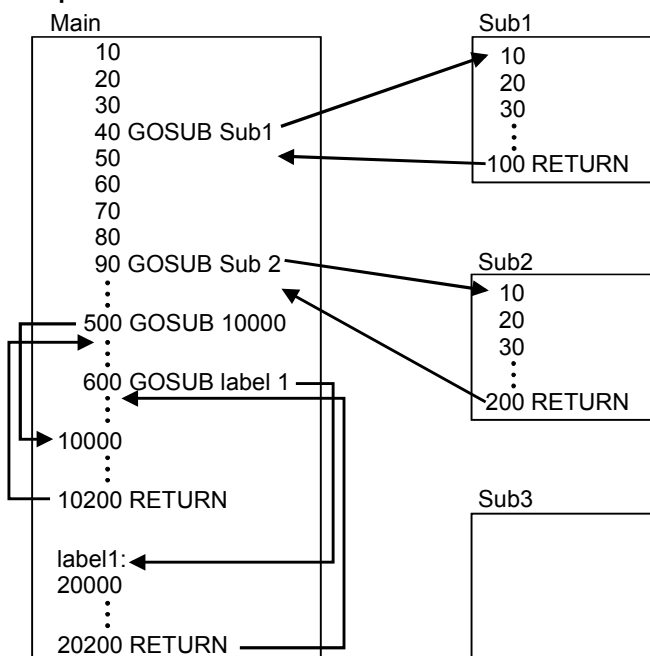 Main
10
20
30
40 GOSUB Sub1
50
60
70
80
90 GOSUB Sub 2
500 GOSUB 10000
600 GOSUB label 1
10000
10200 RETURN
label1:
20000
20200 RETURN
Sub1
10
20
30
100 RETURN
Sub2
10
20
30
200 RETURN
Sub3